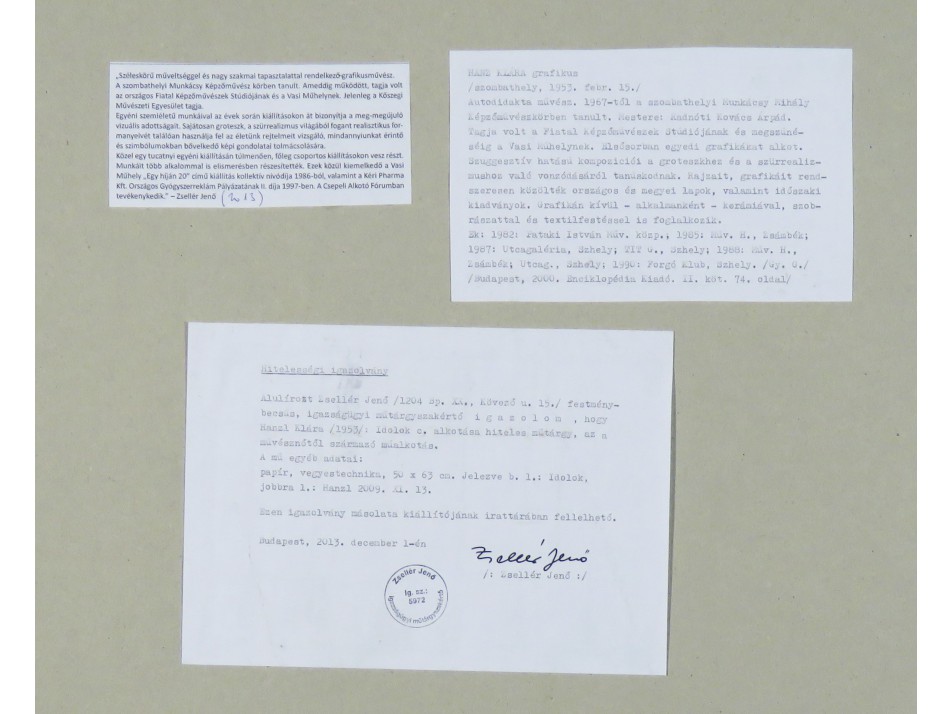 „Széleskörű műveltséggel és nagy szakmai tapasztalattal rendelkező grafikusművész.
A szombathelyi Munkácsy Képzőművész körben tanult. Ameddig működött, tagja volt
az országos Fiatal Képzőművészek Stúdiójának és a Vasi Műhelynek. Jelenleg a Kőszegi
Művészeti Egyesület tagja.
Egyéni szemléletű munkáival az évek során kiállításokon át bizonyítja a meg-megújuló
vizuális adottságait. Sajátosan groteszk, a szürrealizmus világából fogant realisztikus for-
manyelvét találóan használja fel az életünk rejtelmeit vizsgáló, mindannyiunkat érintő
és szimbólumokban bővelkedő képi gondolatai tolmácsolására.
Közel egy tucatnyi egyéni kiállításán túlmenően, főleg csoportos kiállításokon vesz részt.
Munkáit több alkalommal is elismerésben részesítették. Ezek közül kiemelkedő a Vasi
Műhely „Egy híján 20" című kiállítás kollektív nívódíja 1986-ból, valamint a Kéri Pharma
Kft. Országos Gyógyszerreklám Pályázatának II. díja 1997-ben. A Csepeli Alkotó Fórumban
tevékenykedik." – Zsellér Jenő (2013)
HANZ KLÁRA grafikus
/Szombathely, 1953. febr. 15./
Autodidakta művész. 1967-től a szombathelyi Munkácsy Mihály
Képzőművészkörben tanult. Mestere: Radnóti Kovács Árpád.
Tagja volt a Fiatal Képzőművészek Stúdiójának és megszűné-
séig a Vasi Műhelynek. Elsősorban egyedi grafikákat alkot.
Szuggesztív hatású kompozíciói a groteszkhez és a szürrealiz-
mushoz való vonzódásáról tanúskodnak. Rajzait, grafikáit rend-
szeresen közölték országos és megyei lapok, valamint időszaki
kiadványok. Grafikán kívül - alkalmanként - kerámiával, szob-
rászattal és textilfestéssel is foglalkozik.
Ek: 1982: Pataki István Műv. közp.; 1985: Műv. H., Zsámbék;
1987: Utcagaléria, Szhely; TIT G., Szhely; 1988: Műv. H.,
Zsámbék; Utcag., Szhely; 1990: Forgó Klub, Szhely. /Gy. G./
/Budapest, 2000. Enciklopédia Kiadó. II. köt. 74. oldal/
Hitelességi igazolvány
Alulírott Zsellér Jenő /1204 Bp. XX., Kövező u. 15./ festmény-
becsüs, igazságügyi műtárgyszakértő i g a z o l o m , hogy
Hanzl Klára /1953/: Idolok c. alkotása hiteles műtárgy, az a
művésznőtől származó műalkotás.
A mű egyéb adatai:
papír, vegyestechnika, 50 x 63 cm. Jelezve b. l.: Idolok,
jobbra l.: Hanzl 2009. XI. 13.
Ezen igazolvány másolata kiállítójának irattárában fellelhető.
Budapest, 2013. december 1-én
Zsellér Jenő
/: Zsellér Jenő :/
Zsellér Jenő
Ig. sz.:
5972
igazságügyi műtárgyszakértő